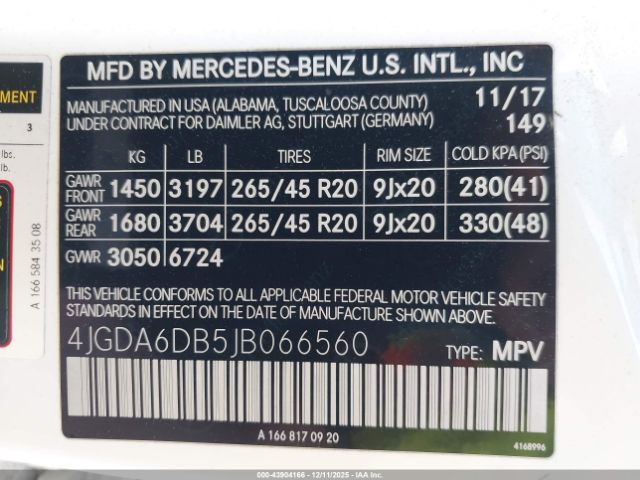 MFD BY MERCEDES-BENZ U.S. INTL., INC
MANUFACTURED IN USA (ALABAMA, TUSCALOOSA COUNTY) 11/17
UNDER CONTRACT FOR DAIMLER AG, STUTTGART (GERMANY) 149
KG LB TIRES RIM SIZE COLD KPA(PSI)
GAWR FRONT 1450 3197 265/45 R20 9Jx20 280(41)
GAWR REAR 1680 3704 265/45 R20 9Jx20 330(48)
GVWR 3050 6724
THIS VEHICLE CONFORMS TO ALL APPLICABLE FEDERAL MOTOR VEHICLE SAFETY
STANDARDS IN EFFECT ON THE DATE OF MANUFACTURE SHOWN ABOVE.
4JGDA6DB5JB066560 TYPE: MPV
A 166 817 09 20
4168996
MENT
3
lbs.
lb.
S
N
A 166 584 35 08
000-43904166 - 12/11/2025 - IAAI.CA